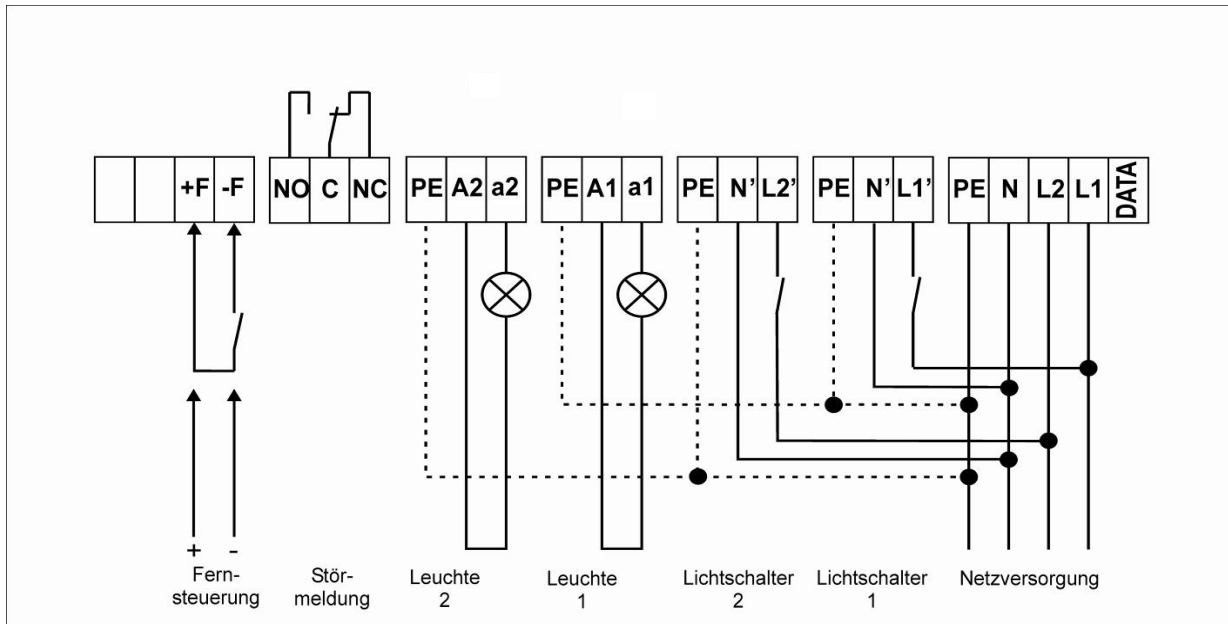 +F -F
NO C NC
PE A2 a2
PE A1 a1
PE N’ L2’
PE N’ L1’
PE N L2 L1 DATA
+ -
Fern-
steuerung
Stör-
meldung
Leuchte
2
Leuchte
1
Lichtschalter
2
Lichtschalter
1
Netzversorgung